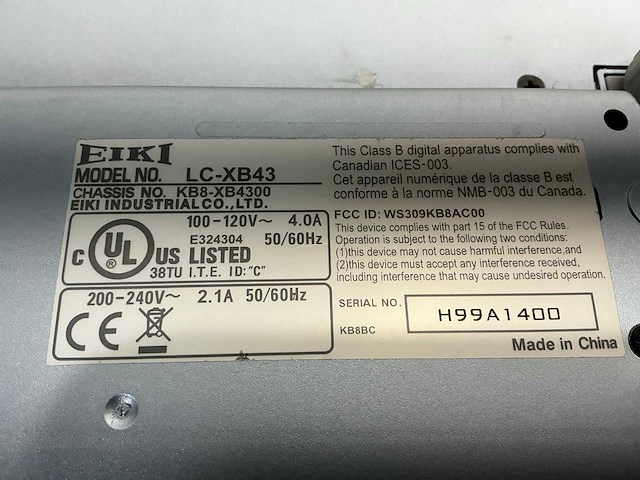 EIKI
MODEL NO. LC-XB43
CHASSIS NO. KB8-XB4300
EIKI INDUSTRIAL CO., LTD.
100-120V~ 4.0A
E324304 50/60Hz
C UL ® US LISTED
38TU I.T.E. ID: "C"
200-240V~ 2.1A 50/60Hz
CE
This Class B digital apparatus complies with
Canadian ICES-003.
Cet appareil numérique de la classe B est
conforme à la norme NMB-003 du Canada.
FCC ID: WS309KB8AC00
This device complies with part 15 of the FCC Rules.
Operation is subject to the following two conditions:
(1)this device may not cause harmful interference,and
(2)this device must accept any interference received,
including interference that may cause undesired operation.
SERIAL NO. H99A1400
KB8BC
Made in China